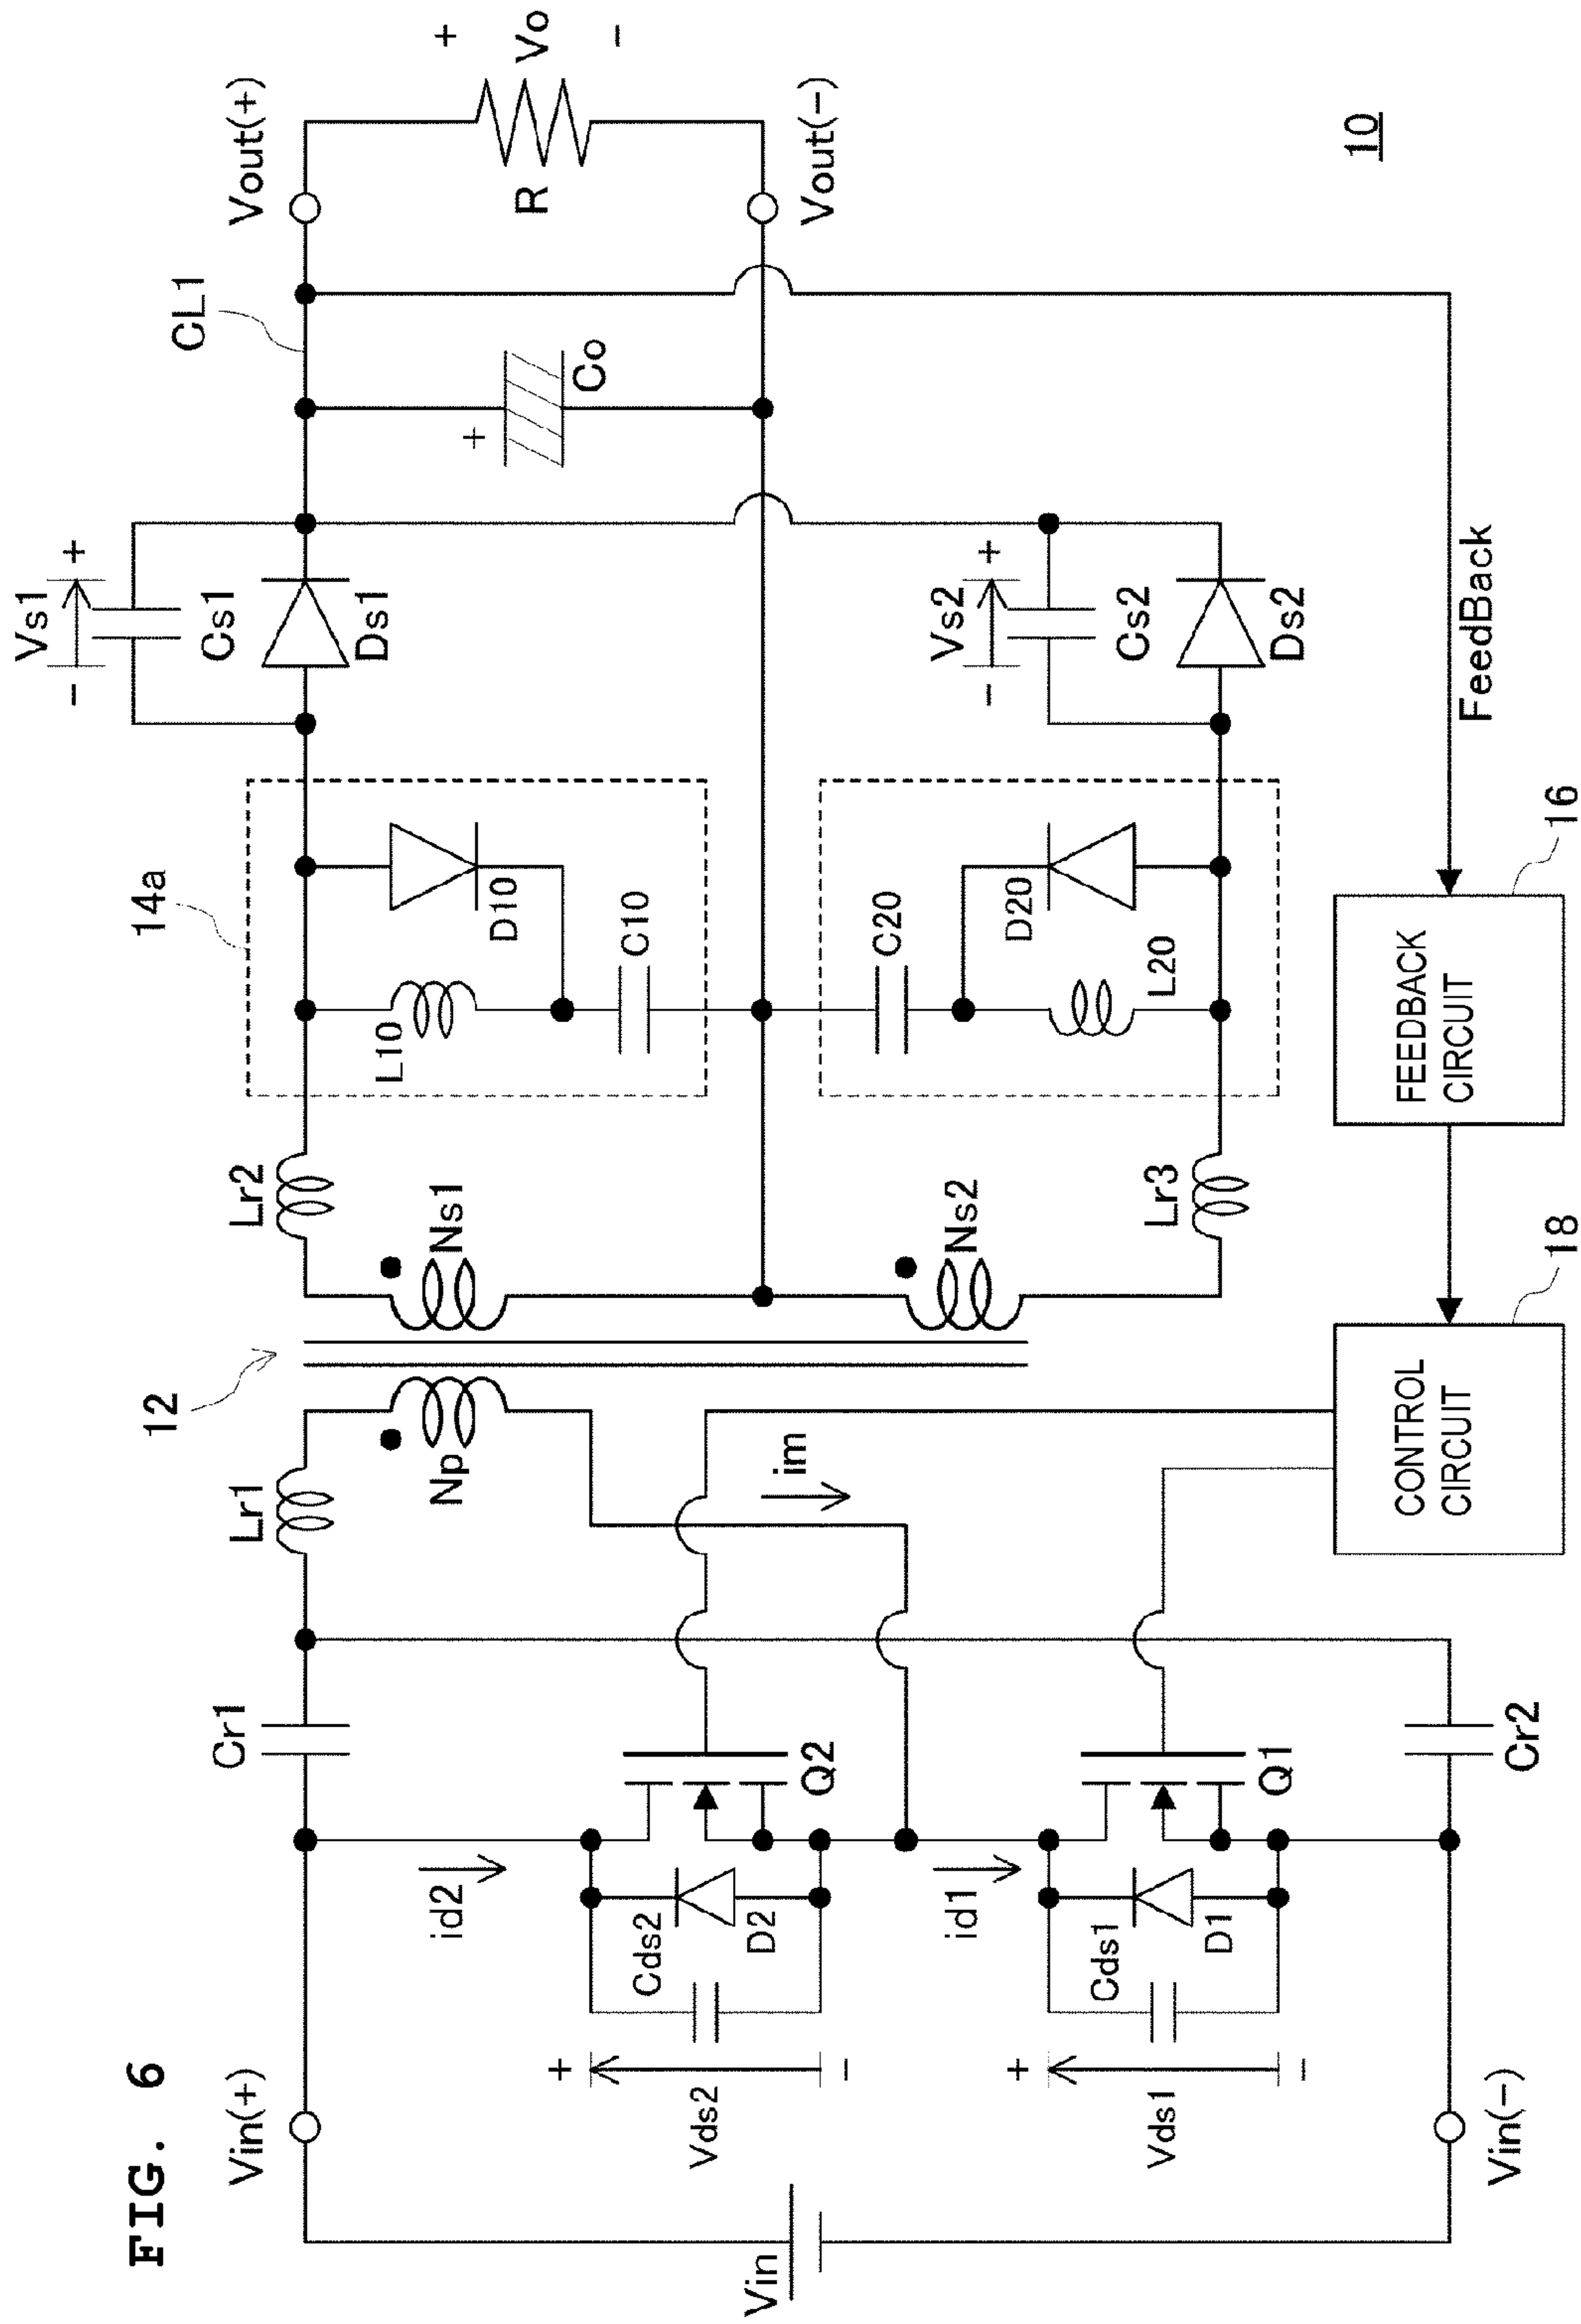 FIG. 6
10
Vin
Vin(+)
Vin(-)
Vds2
+
-
Cds2
D2
id2
Q2
Vds1
+
-
Cds1
D1
id1
Q1
Cr1
Cr2
Lr1
Np
im
12
Ns1
Ns2
Lr2
Lr3
14a
L10
D10
C10
C20
D20
L20
Vs1
-
+
Cs1
Ds1
Vs2
-
+
Cs2
Ds2
+
Co
CL1
Vout(+)
Vout(-)
R
+
Vo
-
FeedBack
16
FEEDBACK
CIRCUIT
18
CONTROL
CIRCUIT